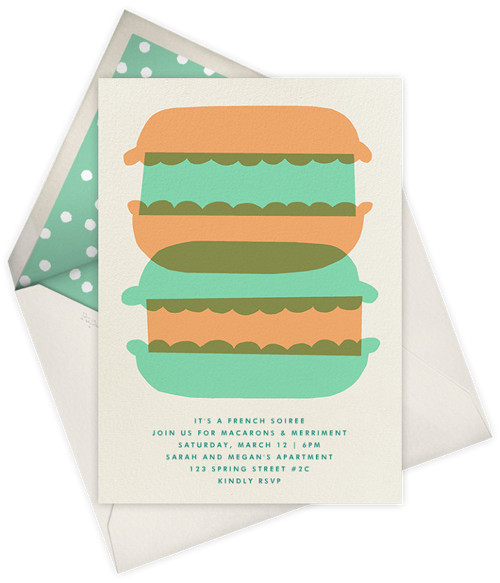 IT'S A FRENCH SOIREE
JOIN US FOR MACARONS & MERRIMENT
SATURDAY, MARCH 12 | 6PM
SARAH AND MEGAN'S APARTMENT
123 SPRING STREET #2C
KINDLY RSVP